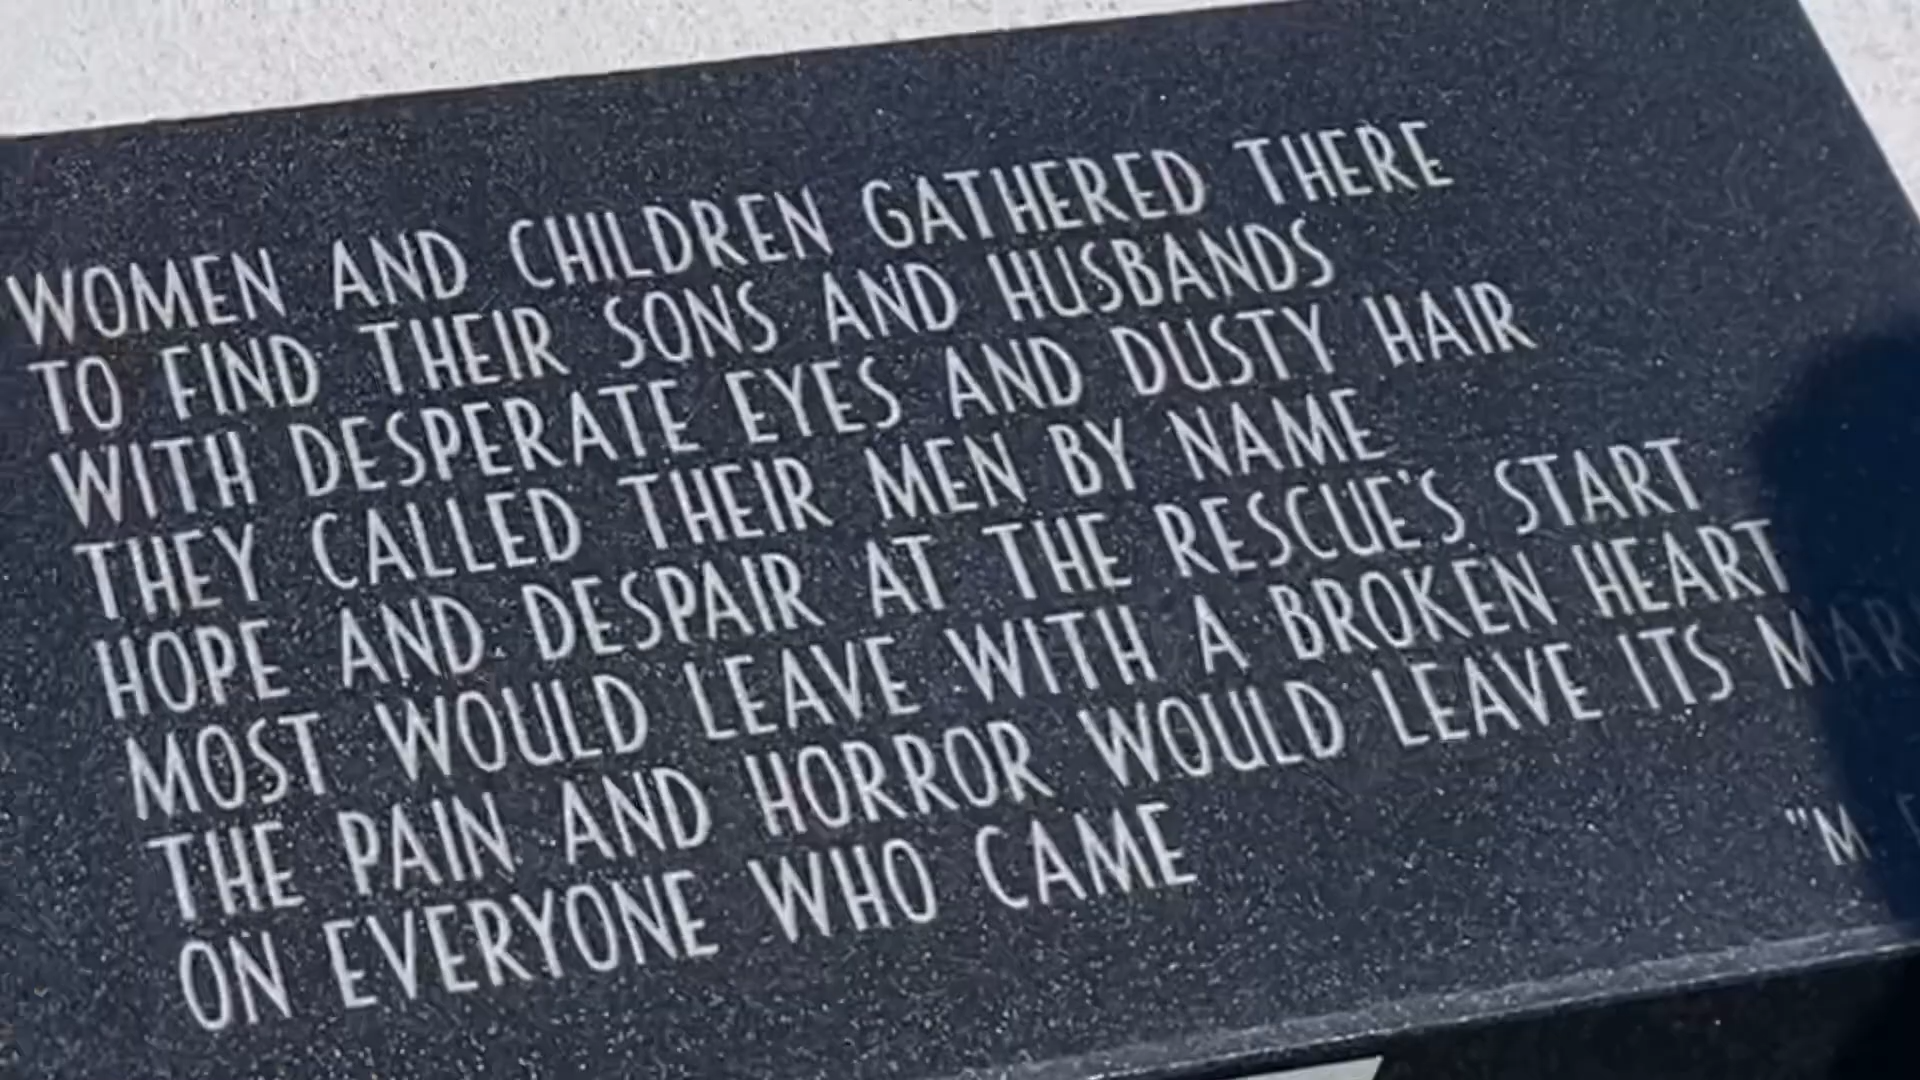 WOMEN AND CHILDREN GATHERED THERE
TO FIND THEIR SONS AND HUSBANDS
WITH DESPERATE EYES AND DUSTY HAIR
THEY CALLED THEIR MEN BY NAME
HOPE AND DESPAIR AT THE RESCUE'S START
MOST WOULD LEAVE WITH A BROKEN HEART
THE PAIN AND HORROR WOULD LEAVE ITS MAR
ON EVERYONE WHO CAME
"M